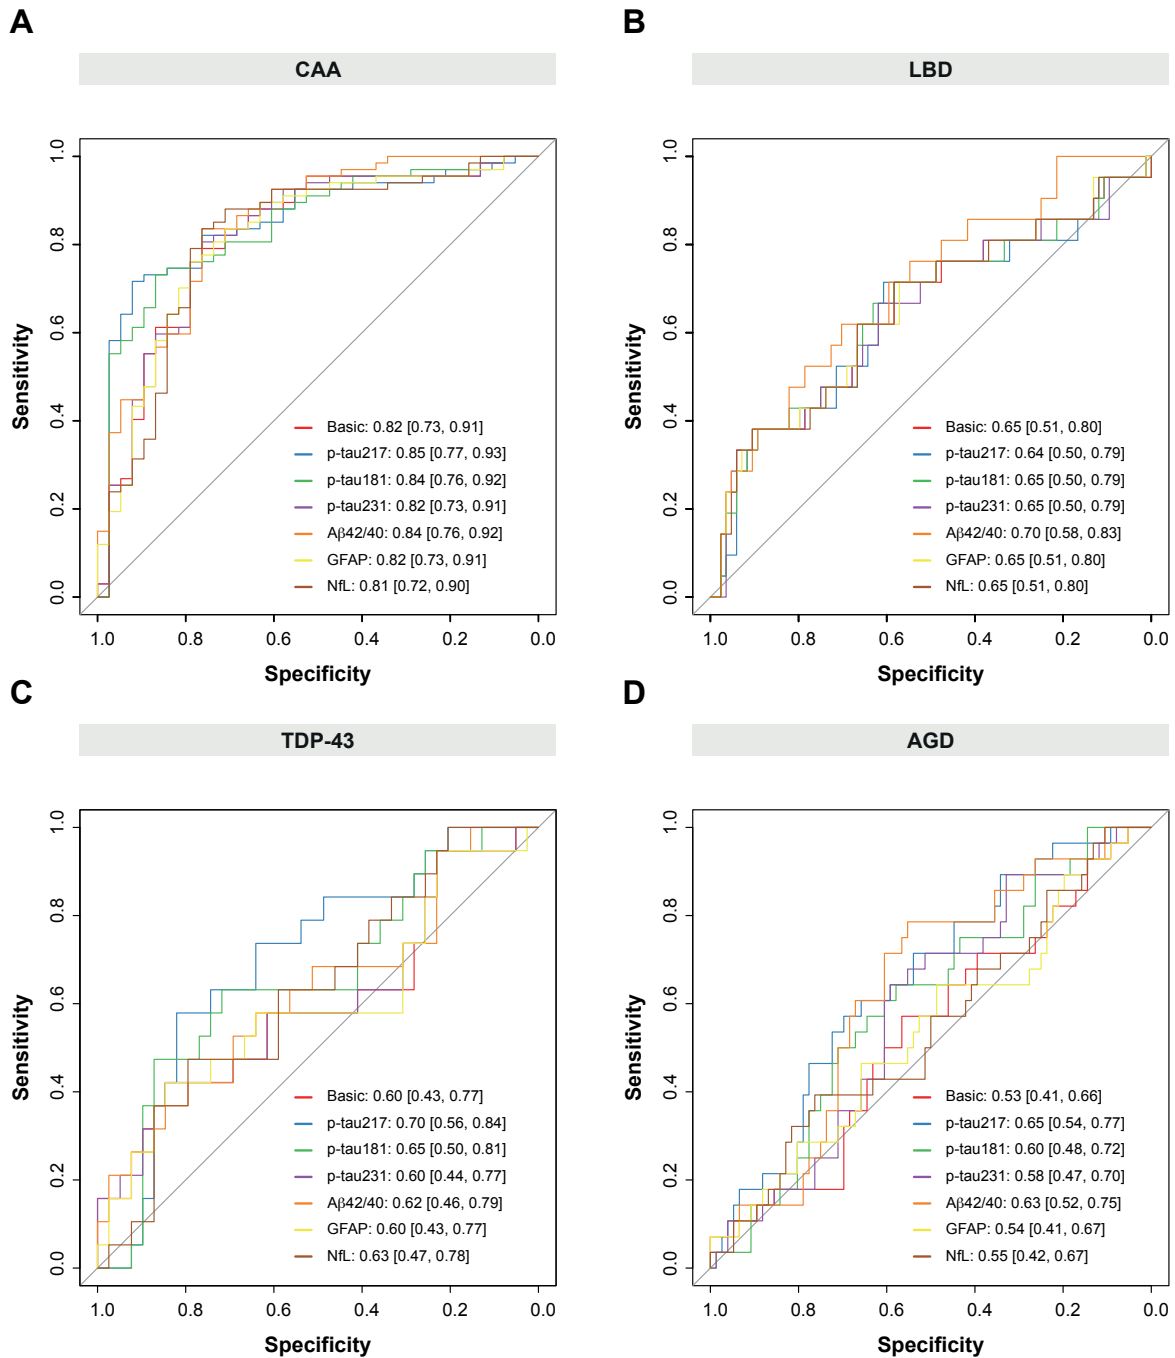 A
CAA
1.0
0.8
0.6
0.4
0.2
0.0
Sensitivity
Basic: 0.82 [0.73, 0.91]
p-tau217: 0.85 [0.77, 0.93]
p-tau181: 0.84 [0.76, 0.92]
p-tau231: 0.82 [0.73, 0.91]
Aβ42/40: 0.84 [0.76, 0.92]
GFAP: 0.82 [0.73, 0.91]
NfL: 0.81 [0.72, 0.90]
1.0 0.8 0.6 0.4 0.2 0.0
Specificity
B
LBD
1.0
0.8
0.6
0.4
0.2
0.0
Sensitivity
Basic: 0.65 [0.51, 0.80]
p-tau217: 0.64 [0.50, 0.79]
p-tau181: 0.65 [0.50, 0.79]
p-tau231: 0.65 [0.50, 0.79]
Aβ42/40: 0.70 [0.58, 0.83]
GFAP: 0.65 [0.51, 0.80]
NfL: 0.65 [0.51, 0.80]
1.0 0.8 0.6 0.4 0.2 0.0
Specificity
C
TDP-43
1.0
0.8
0.6
0.4
0.2
0.0
Sensitivity
Basic: 0.60 [0.43, 0.77]
p-tau217: 0.70 [0.56, 0.84]
p-tau181: 0.65 [0.50, 0.81]
p-tau231: 0.60 [0.44, 0.77]
Aβ42/40: 0.62 [0.46, 0.79]
GFAP: 0.60 [0.43, 0.77]
NfL: 0.63 [0.47, 0.78]
1.0 0.8 0.6 0.4 0.2 0.0
Specificity
D
AGD
1.0
0.8
0.6
0.4
0.2
0.0
Sensitivity
Basic: 0.53 [0.41, 0.66]
p-tau217: 0.65 [0.54, 0.77]
p-tau181: 0.60 [0.48, 0.72]
p-tau231: 0.58 [0.47, 0.70]
Aβ42/40: 0.63 [0.52, 0.75]
GFAP: 0.54 [0.41, 0.67]
NfL: 0.55 [0.42, 0.67]
1.0 0.8 0.6 0.4 0.2 0.0
Specificity